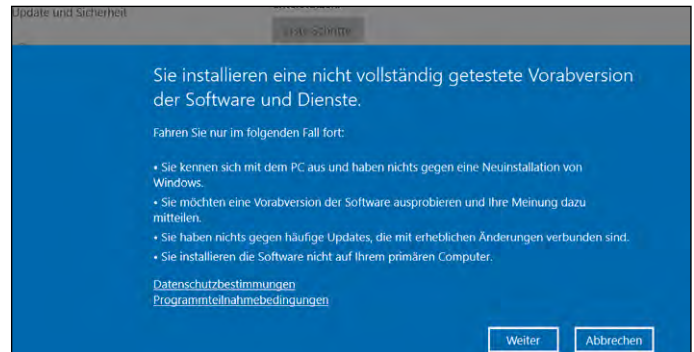 Update und Sicherheit
Erste Schritte
Sie installieren eine nicht vollständig getestete Vorabversion
der Software und Dienste.
Fahren Sie nur im folgenden Fall fort:
• Sie kennen sich mit dem PC aus und haben nichts gegen eine Neuinstallation von
Windows.
• Sie möchten eine Vorabversion der Software ausprobieren und Ihre Meinung dazu
mitteilen.
• Sie haben nichts gegen häufige Updates, die mit erheblichen Änderungen verbunden sind.
• Sie installieren die Software nicht auf Ihrem primären Computer.
Datenschutzbestimmungen
Programmteilnahmebedingungen
Weiter Abbrechen